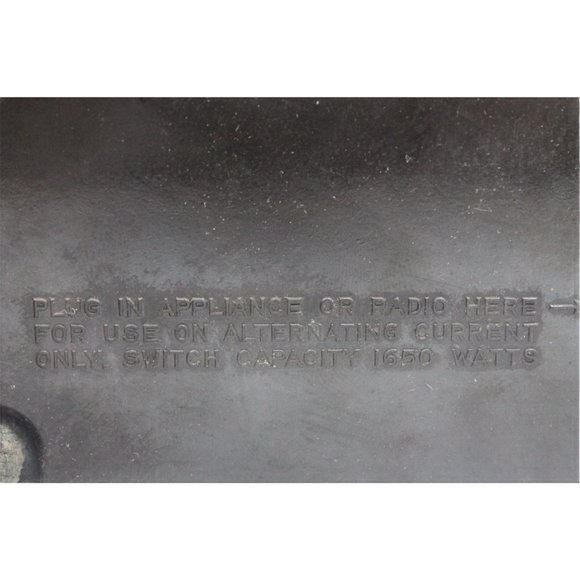 PLUG IN APPLIANCE OR RADIO HERE
FOR USE ON ALTERNATING CURRENT
ONLY. SWITCH CAPACITY 1650 WATTS